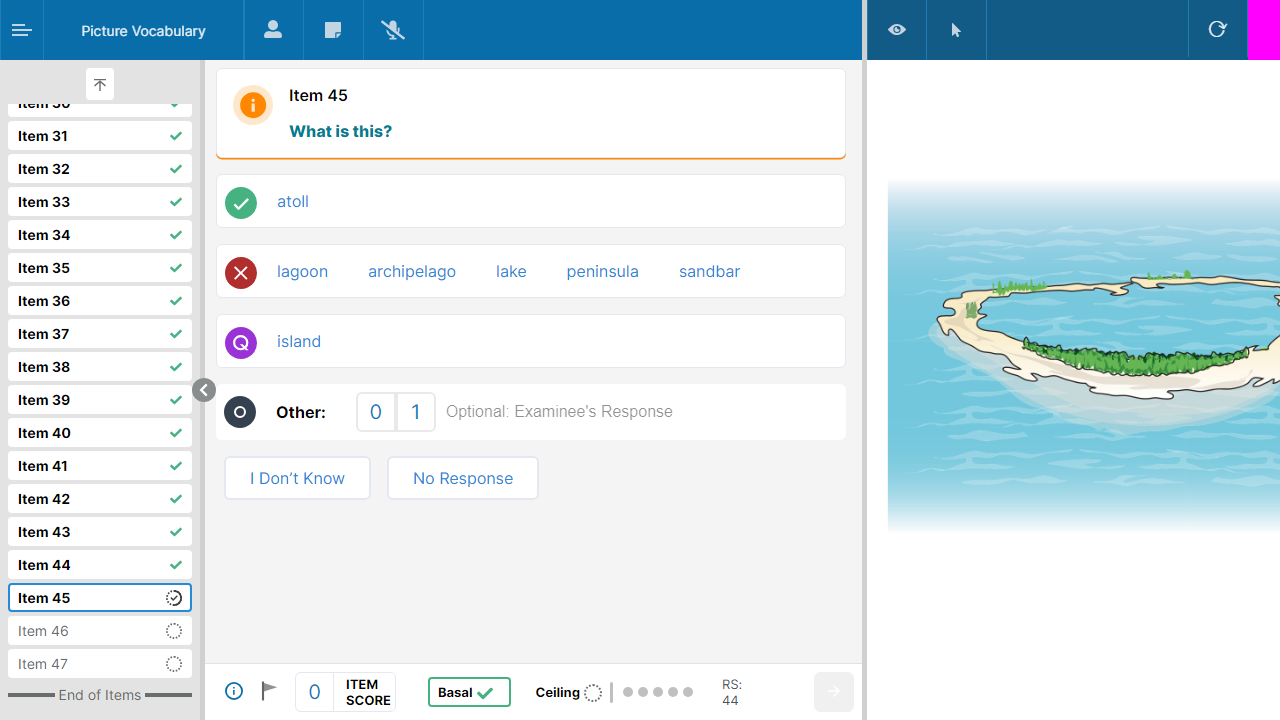 Picture Vocabulary
Item 30
Item 31
Item 32
Item 33
Item 34
Item 35
Item 36
Item 37
Item 38
Item 39
Item 40
Item 41
Item 42
Item 43
Item 44
Item 45
Item 46
Item 47
End of Items
Item 45
What is this?
atoll
lagoon archipelago lake peninsula sandbar
Q island
Other: 0 1 Optional: Examinee's Response
I Don’t Know No Response
0 ITEM SCORE Basal Ceiling RS: 44